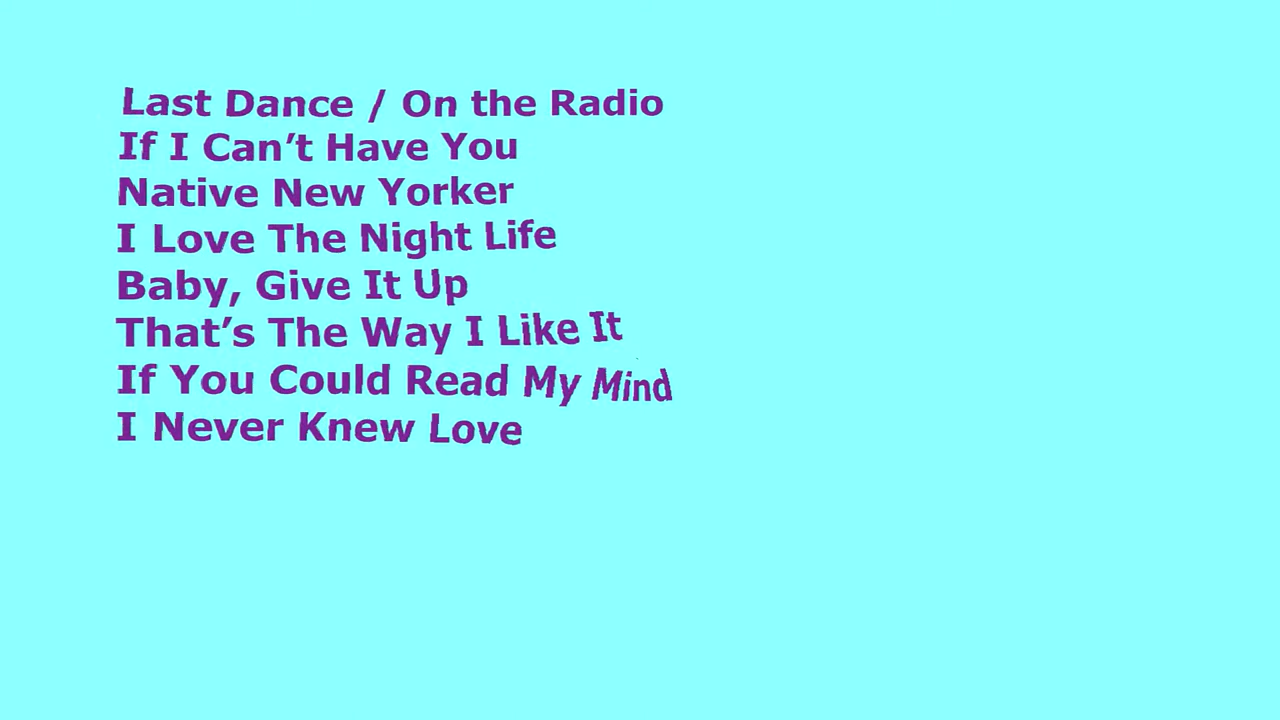 Last Dance / On the Radio
If I Can’t Have You
Native New Yorker
I Love The Night Life
Baby, Give It Up
That’s The Way I Like It
If You Could Read My Mind
I Never Knew Love